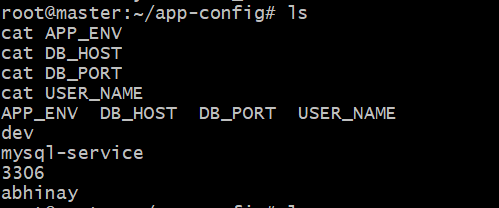 root@master:~/app-config# ls
cat APP_ENV
cat DB_HOST
cat DB_PORT
cat USER_NAME
APP_ENV  DB_HOST  DB_PORT  USER_NAME
dev
mysql-service
3306
abhinay